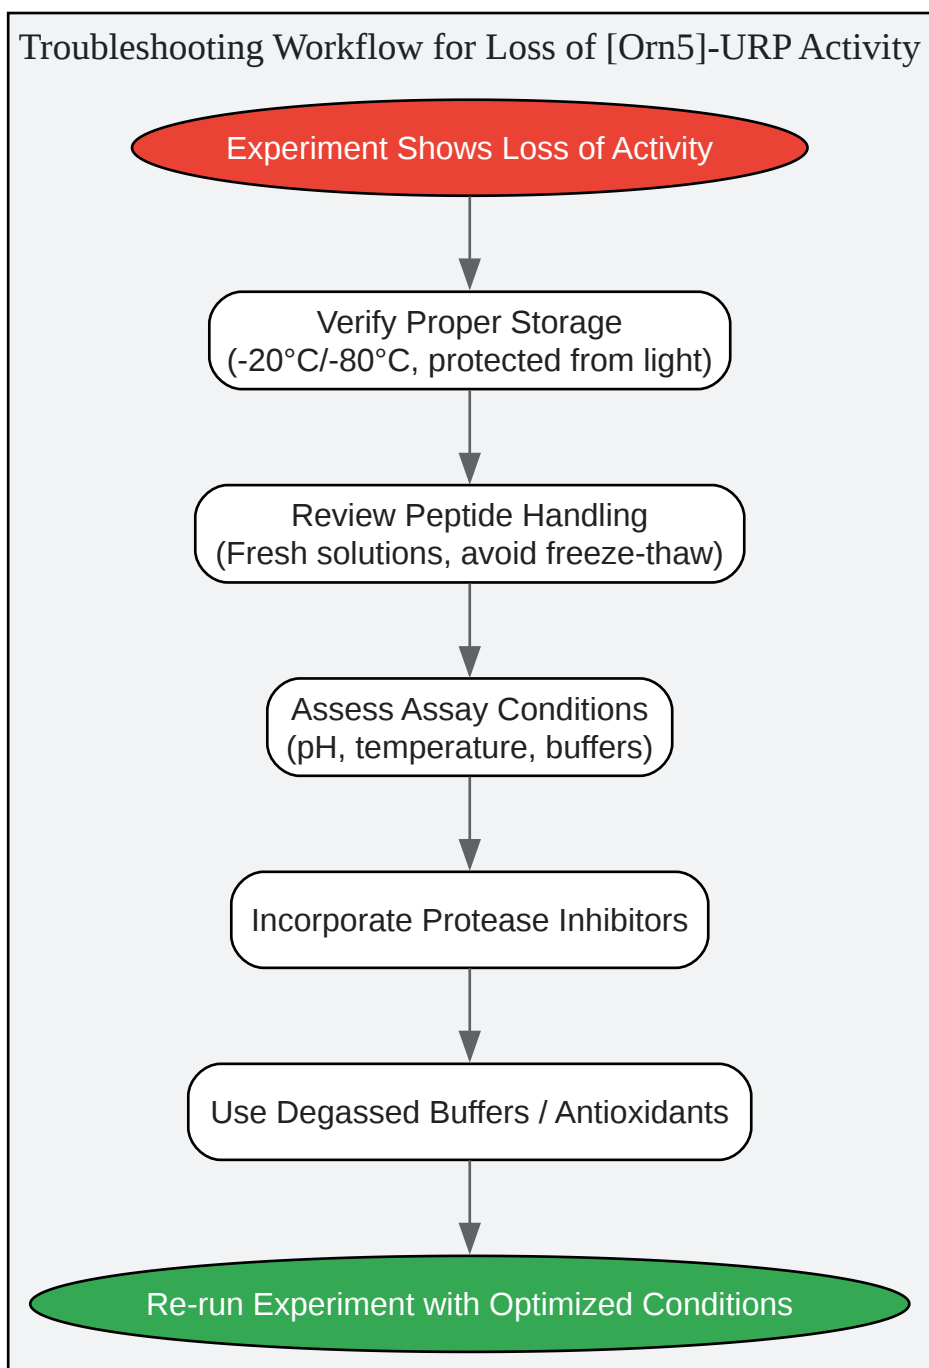 Troubleshooting Workflow for Loss of [Orn5]-URP Activity
Experiment Shows Loss of Activity
Verify Proper Storage
(-20°C/-80°C, protected from light)
Review Peptide Handling
(Fresh solutions, avoid freeze-thaw)
Assess Assay Conditions
(pH, temperature, buffers)
Incorporate Protease Inhibitors
Use Degassed Buffers / Antioxidants
Re-run Experiment with Optimized Conditions